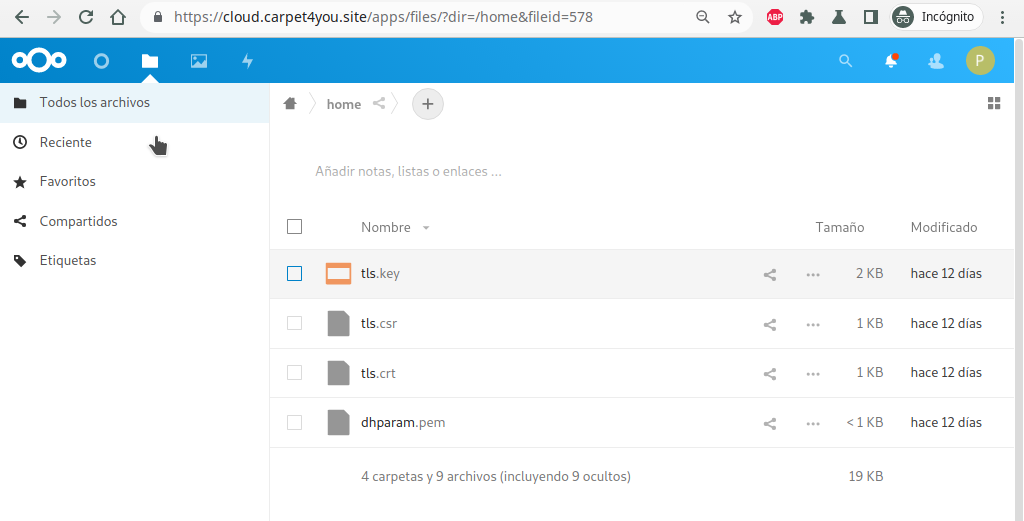 https://cloud.carpet4you.site/apps/files/?dir=/home&fileid=578
ABP
Incógnito
P
Todos los archivos
home
+
Reciente
Añadir notas, listas o enlaces ...
Favoritos
Compartidos
Nombre Tamaño Modificado
Etiquetas
tls.key 2 KB hace 12 días
tls.csr 1 KB hace 12 días
tls.crt 1 KB hace 12 días
dhparam.pem < 1 KB hace 12 días
4 carpetas y 9 archivos (incluyendo 9 ocultos) 19 KB